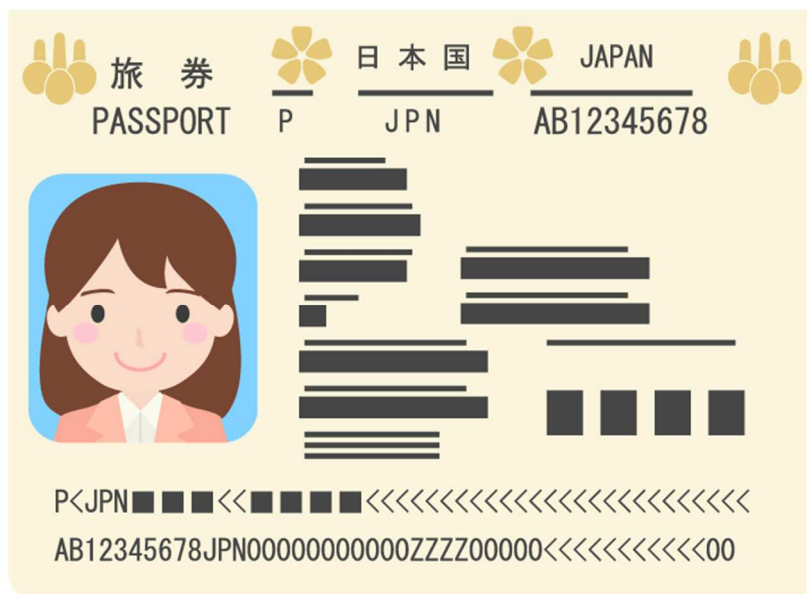 旅 券 日本国 JAPAN
PASSPORT P JPN AB12345678
P<JPN■■■<<■■■■<<<<<<<<<<<<<<<<<<<<<<<<<<
AB12345678JPN00000000000ZZZZ00000<<<<<<<<<<<00